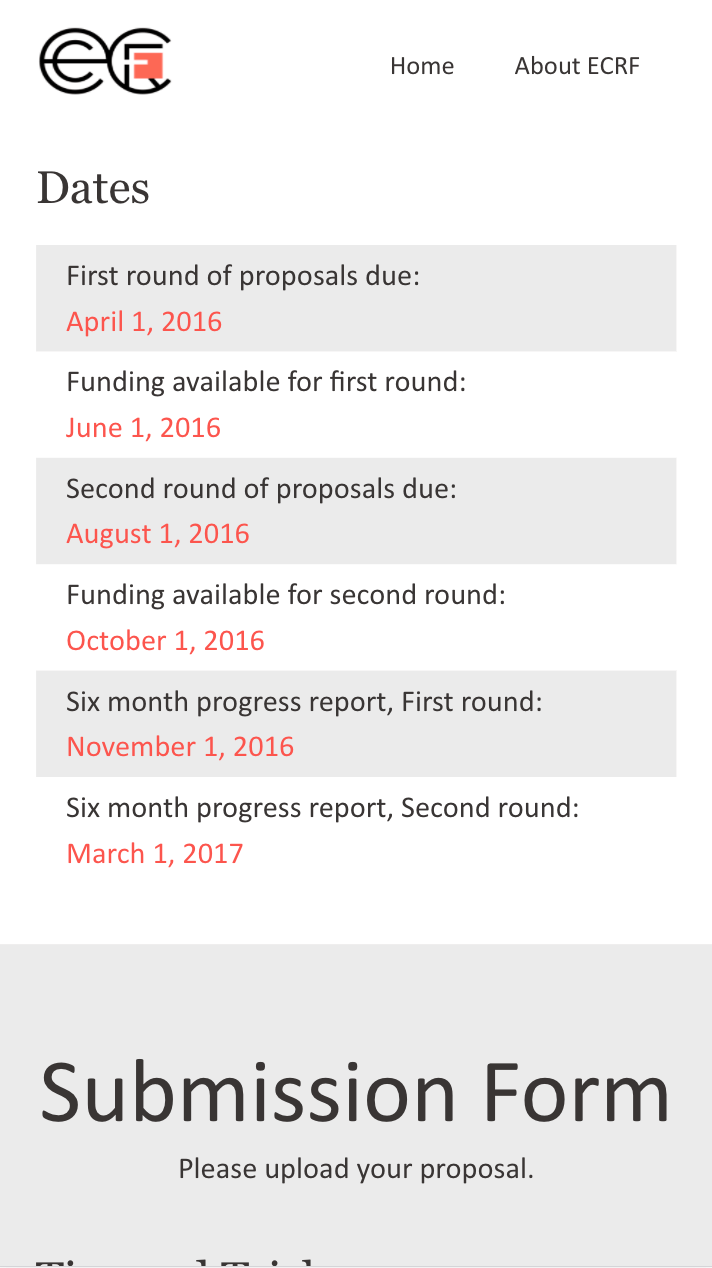 Home About ECRF
Dates
First round of proposals due:
April 1, 2016
Funding available for first round:
June 1, 2016
Second round of proposals due:
August 1, 2016
Funding available for second round:
October 1, 2016
Six month progress report, First round:
November 1, 2016
Six month progress report, Second round:
March 1, 2017
Submission Form
Please upload your proposal.